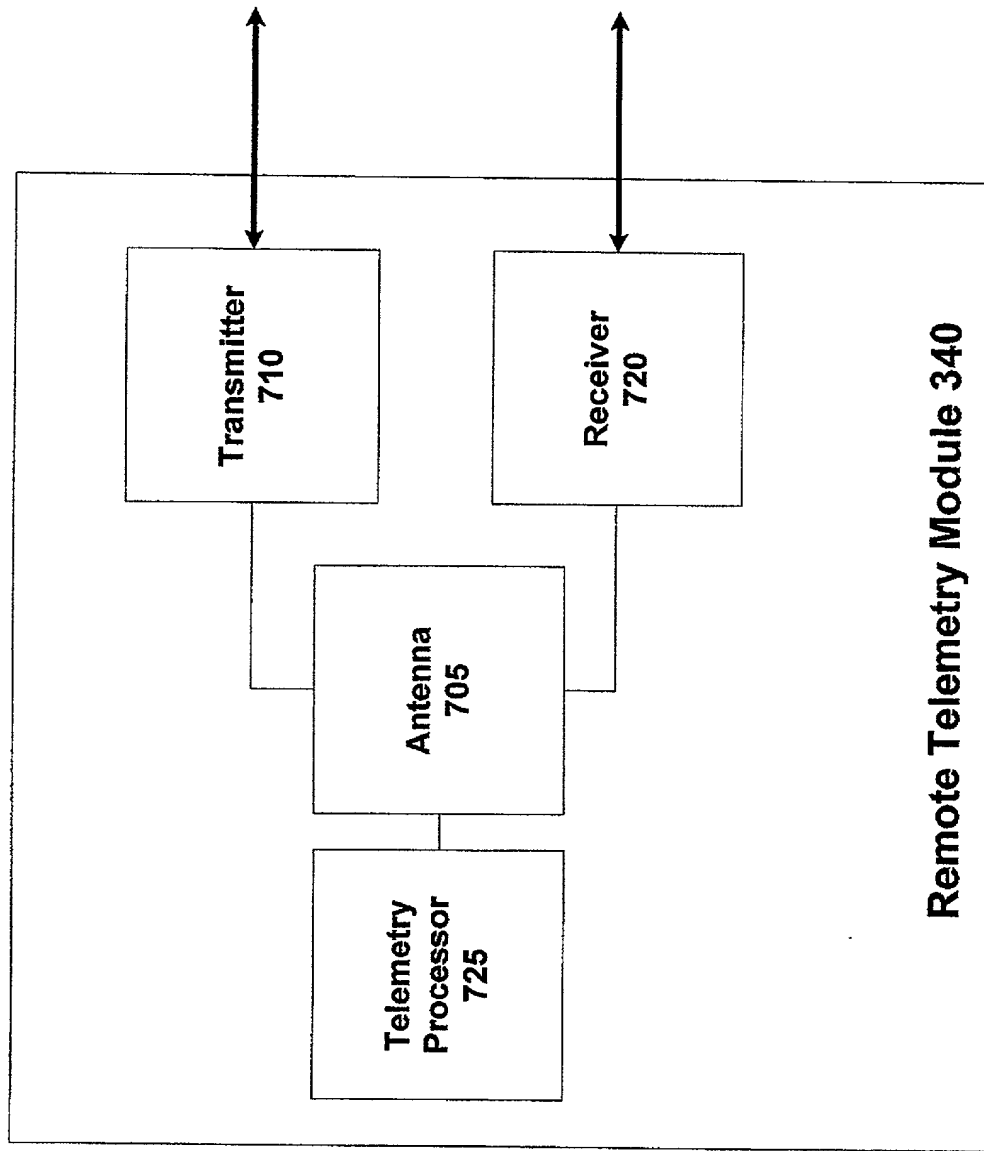 Transmitter
710
Receiver
720
Antenna
705
Telemetry
Processor
725
Remote Telemetry Module 340